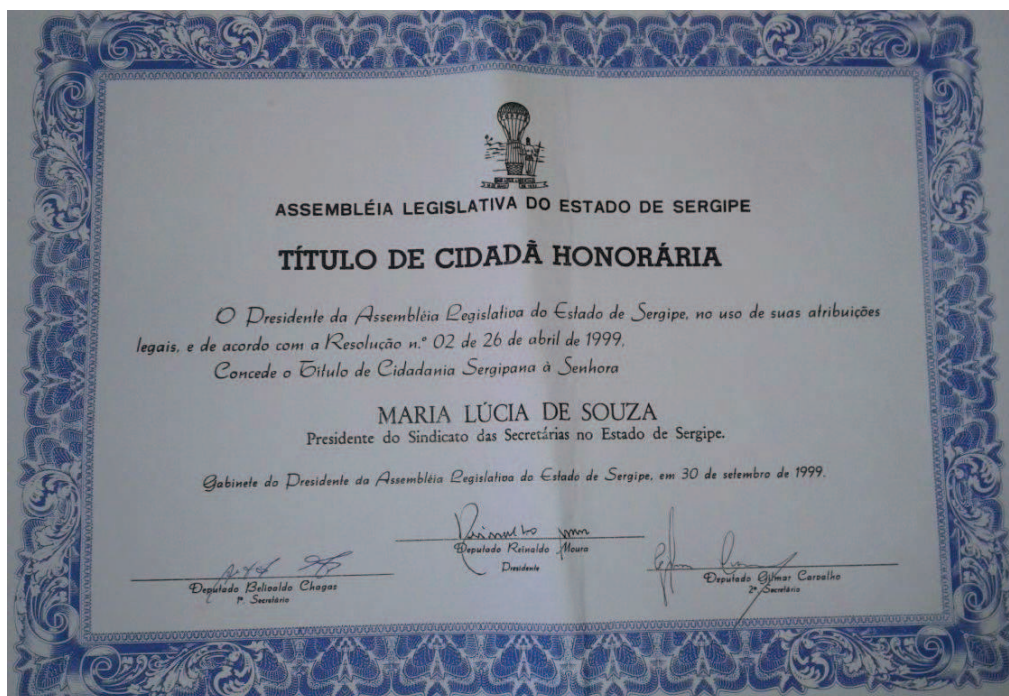 ASSEMBLÉIA LEGISLATIVA DO ESTADO DE SERGIPE
TÍTULO DE CIDADÃ HONORÁRIA
O Presidente da Assembléia Legislativa do Estado de Sergipe, no uso de suas atribuições
legais, e de acordo com a Resolução n.º 02 de 26 de abril de 1999,
Concede o Título de Cidadania Sergipana à Senhora
MARIA LÚCIA DE SOUZA
Presidente do Sindicato das Secretárias no Estado de Sergipe.
Gabinete do Presidente da Assembléia Legislativa do Estado de Sergipe, em 30 de setembro de 1999.
Deputado Reinaldo Moura
Presidente
Deputado Belivaldo Chagas
1º Secretário
Deputado Gilmar Carvalho
2º Secretário